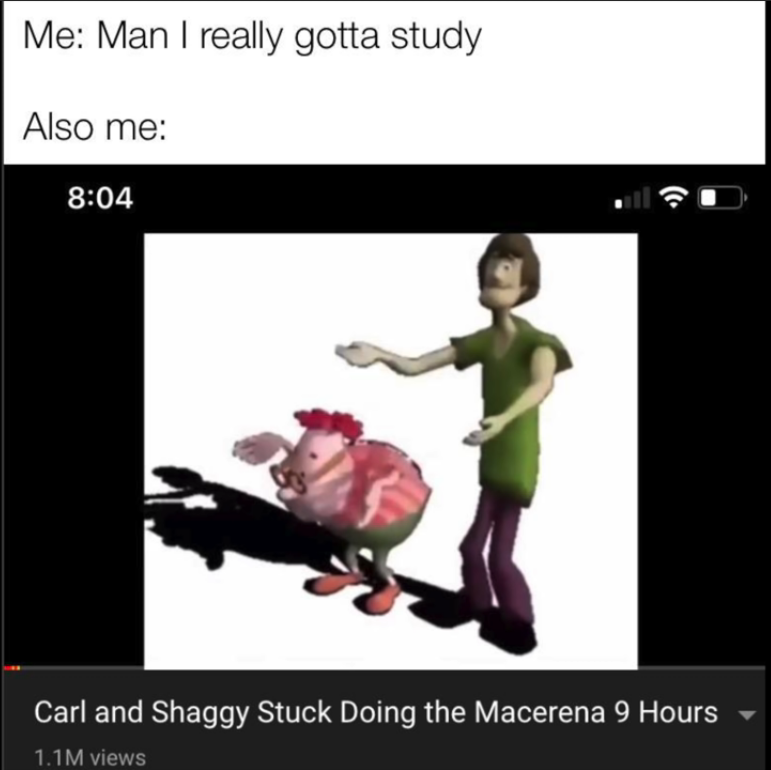 Me: Man I really gotta study
Also me:
8:04
Carl and Shaggy Stuck Doing the Macerena 9 Hours
1.1M views